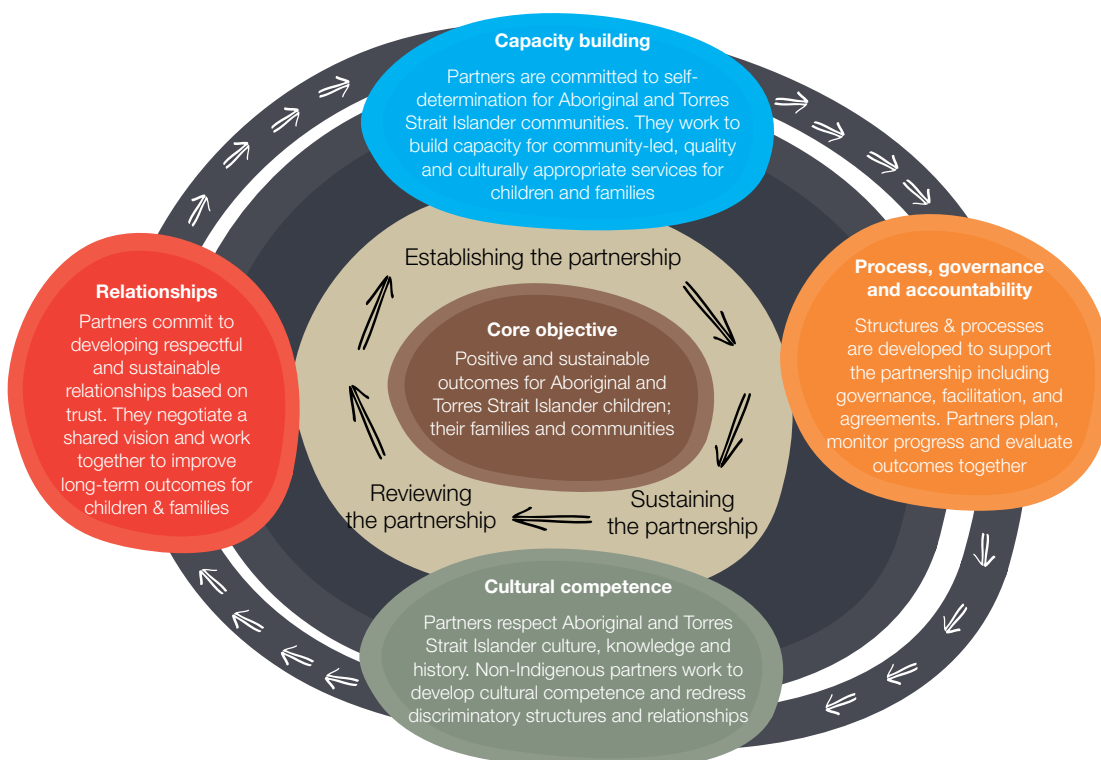 Capacity building
Partners are committed to self-
determination for Aboriginal and Torres
Strait Islander communities. They work to
build capacity for community-led, quality
and culturally appropriate services for
children and families
Process, governance
and accountability
Structures & processes
are developed to support
the partnership including
governance, facilitation, and
agreements. Partners plan,
monitor progress and evaluate
outcomes together
Relationships
Partners commit to
developing respectful
and sustainable
relationships based on
trust. They negotiate a
shared vision and work
together to improve
long-term outcomes for
children & families
Establishing the partnership
Core objective
Positive and sustainable
outcomes for Aboriginal and
Torres Strait Islander children;
their families and communities
Sustaining
the partnership
Reviewing
the partnership
Cultural competence
Partners respect Aboriginal and Torres
Strait Islander culture, knowledge and
history. Non-Indigenous partners work to
develop cultural competence and redress
discriminatory structures and relationships